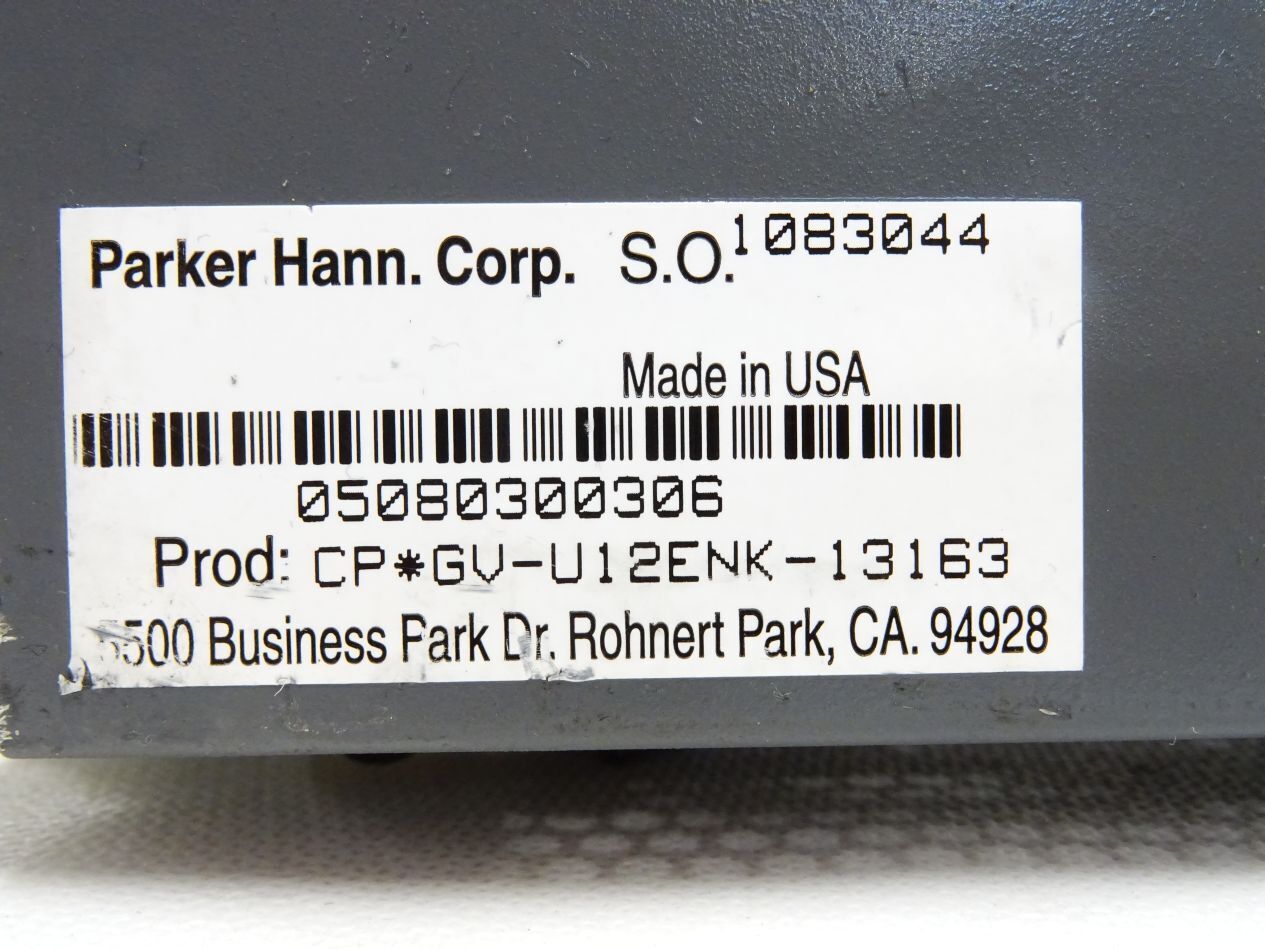 Parker Hann. Corp. S.O. 1083044
Made in USA
05080300306
Prod: CP*GV-U12ENK-13163
5500 Business Park Dr. Rohnert Park, CA. 94928